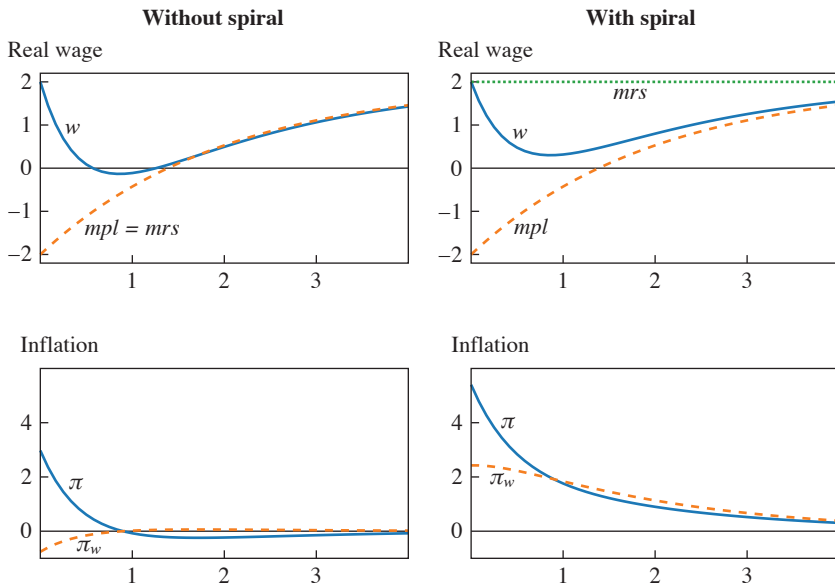 Without spiral
Real wage
2
1
0
−1
−2
w
mpl = mrs
1 2 3
With spiral
Real wage
2
1
0
−1
−2
mrs
w
mpl
1 2 3
Inflation
4
2
0
π
πw
1 2 3
Inflation
4
2
0
π
πw
1 2 3